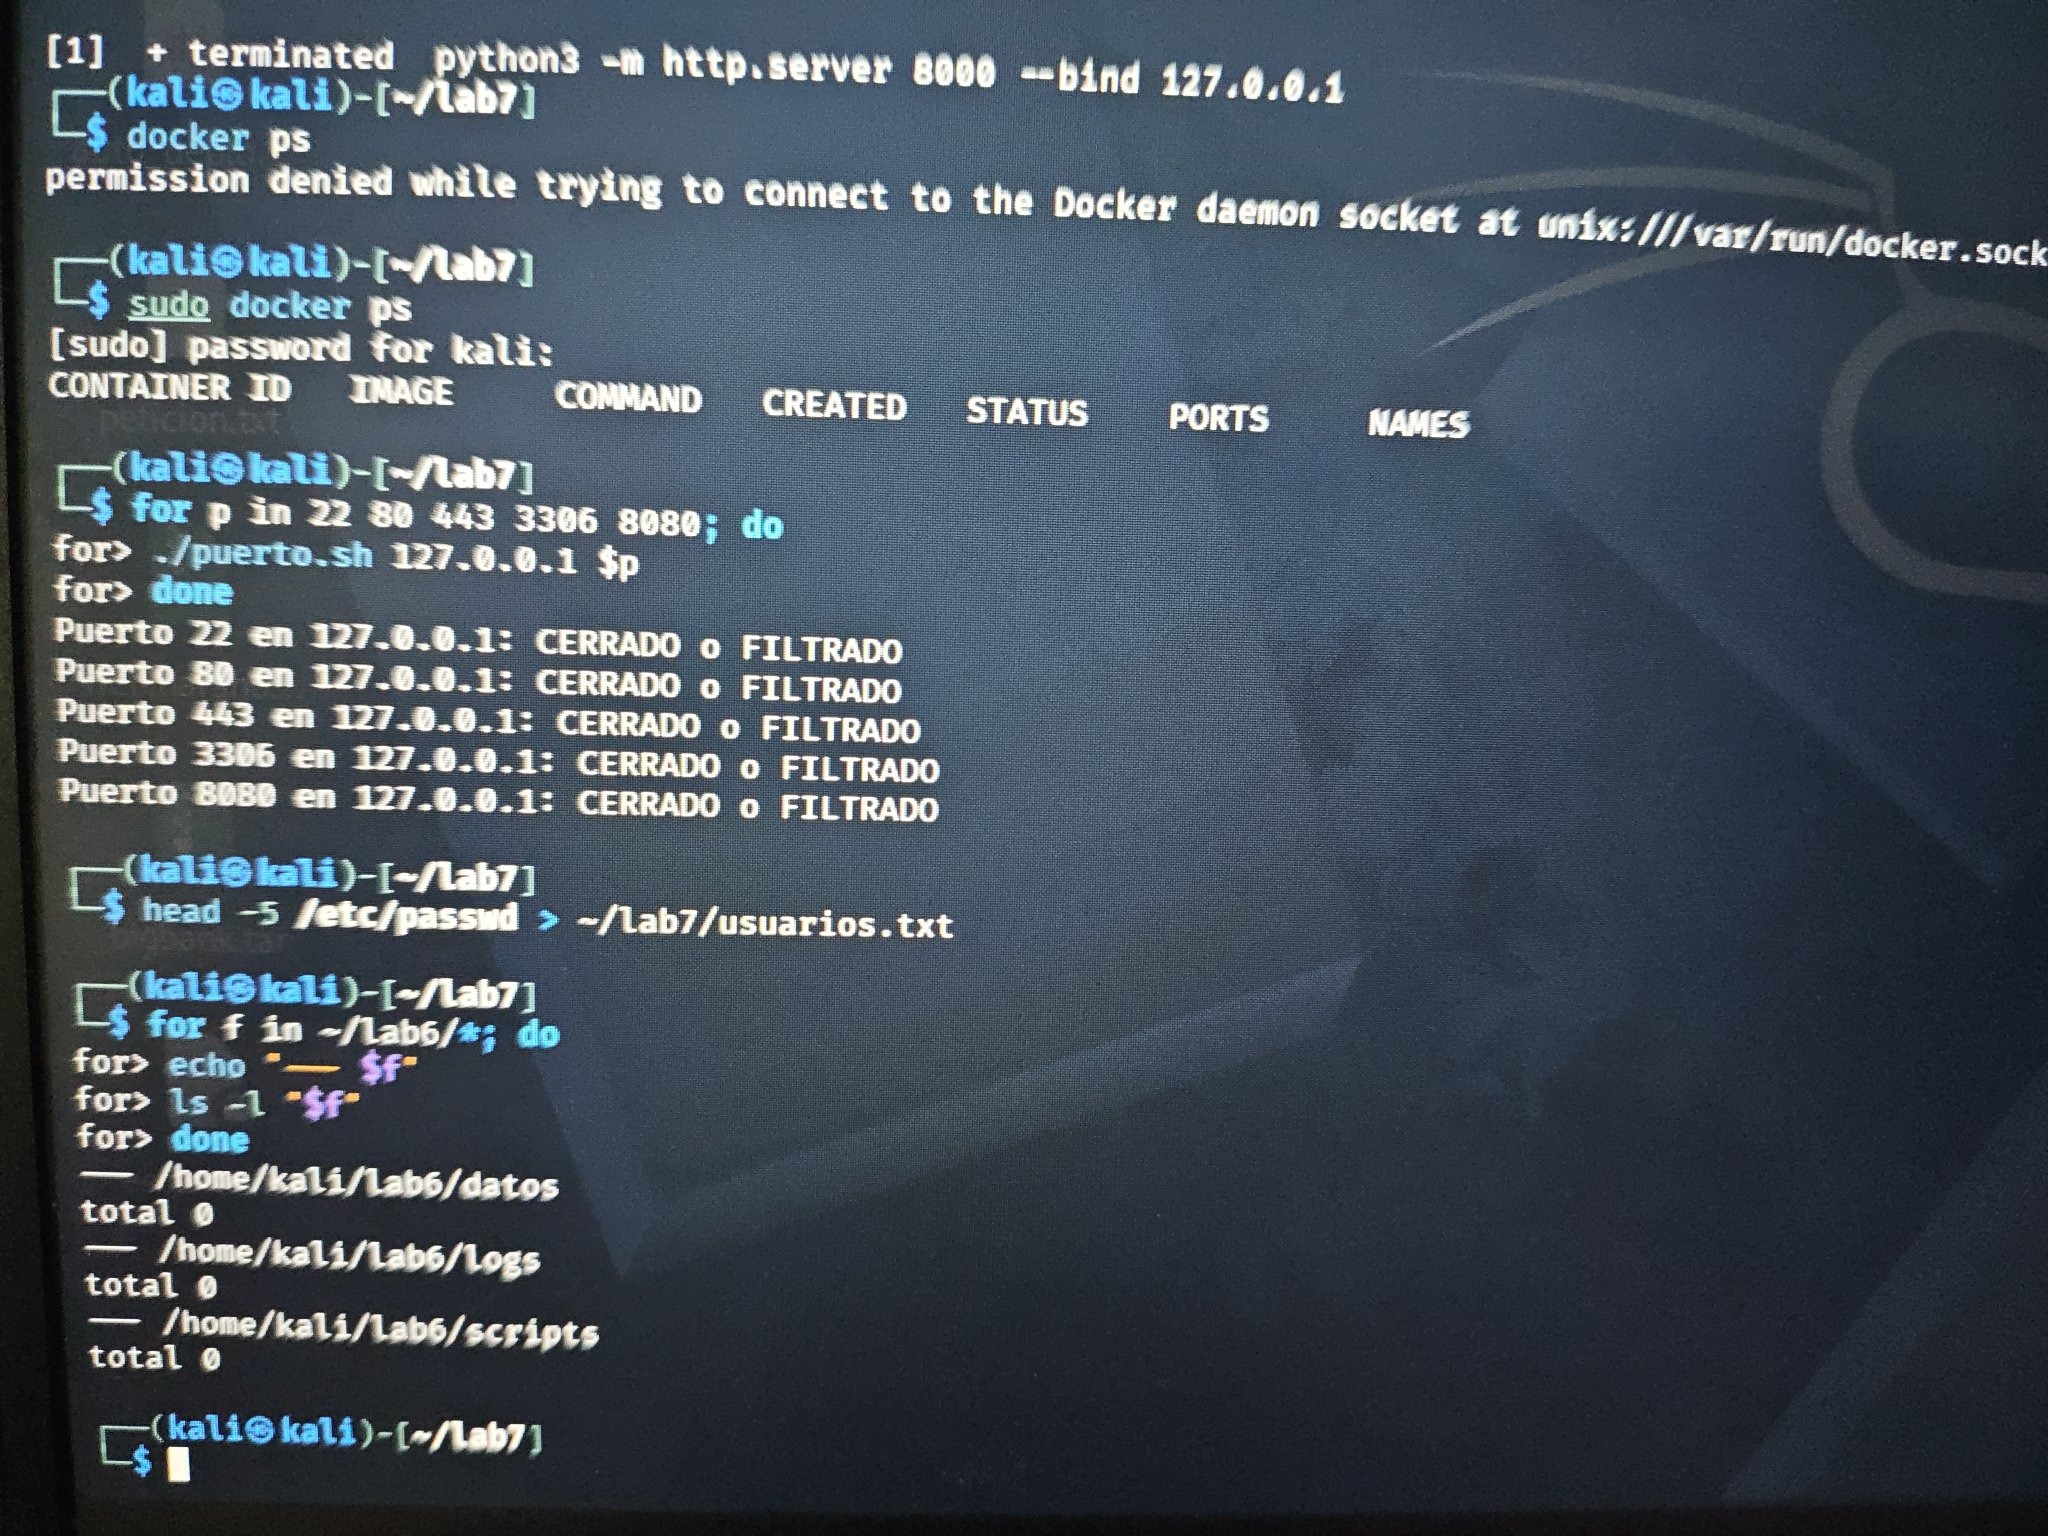 [1]  + terminated  python3 -m http.server 8000 --bind 127.0.0.1
┌──(kali㉿kali)-[~/lab7]
└─$ docker ps
permission denied while trying to connect to the Docker daemon socket at unix:///var/run/docker.sock
┌──(kali㉿kali)-[~/lab7]
└─$ sudo docker ps
[sudo] password for kali:
CONTAINER ID   IMAGE     COMMAND   CREATED   STATUS    PORTS     NAMES
peticion.txt
┌──(kali㉿kali)-[~/lab7]
└─$ for p in 22 80 443 3306 8080; do
for> ./puerto.sh 127.0.0.1 $p
for> done
Puerto 22 en 127.0.0.1: CERRADO o FILTRADO
Puerto 80 en 127.0.0.1: CERRADO o FILTRADO
Puerto 443 en 127.0.0.1: CERRADO o FILTRADO
Puerto 3306 en 127.0.0.1: CERRADO o FILTRADO
Puerto 8080 en 127.0.0.1: CERRADO o FILTRADO
┌──(kali㉿kali)-[~/lab7]
└─$ head -5 /etc/passwd > ~/lab7/usuarios.txt
┌──(kali㉿kali)-[~/lab7]
└─$ for f in ~/lab6/*; do
for> echo "── $f"
for> ls -l "$f"
for> done
── /home/kali/lab6/datos
total 0
── /home/kali/lab6/logs
total 0
── /home/kali/lab6/scripts
total 0
┌──(kali㉿kali)-[~/lab7]
└─$